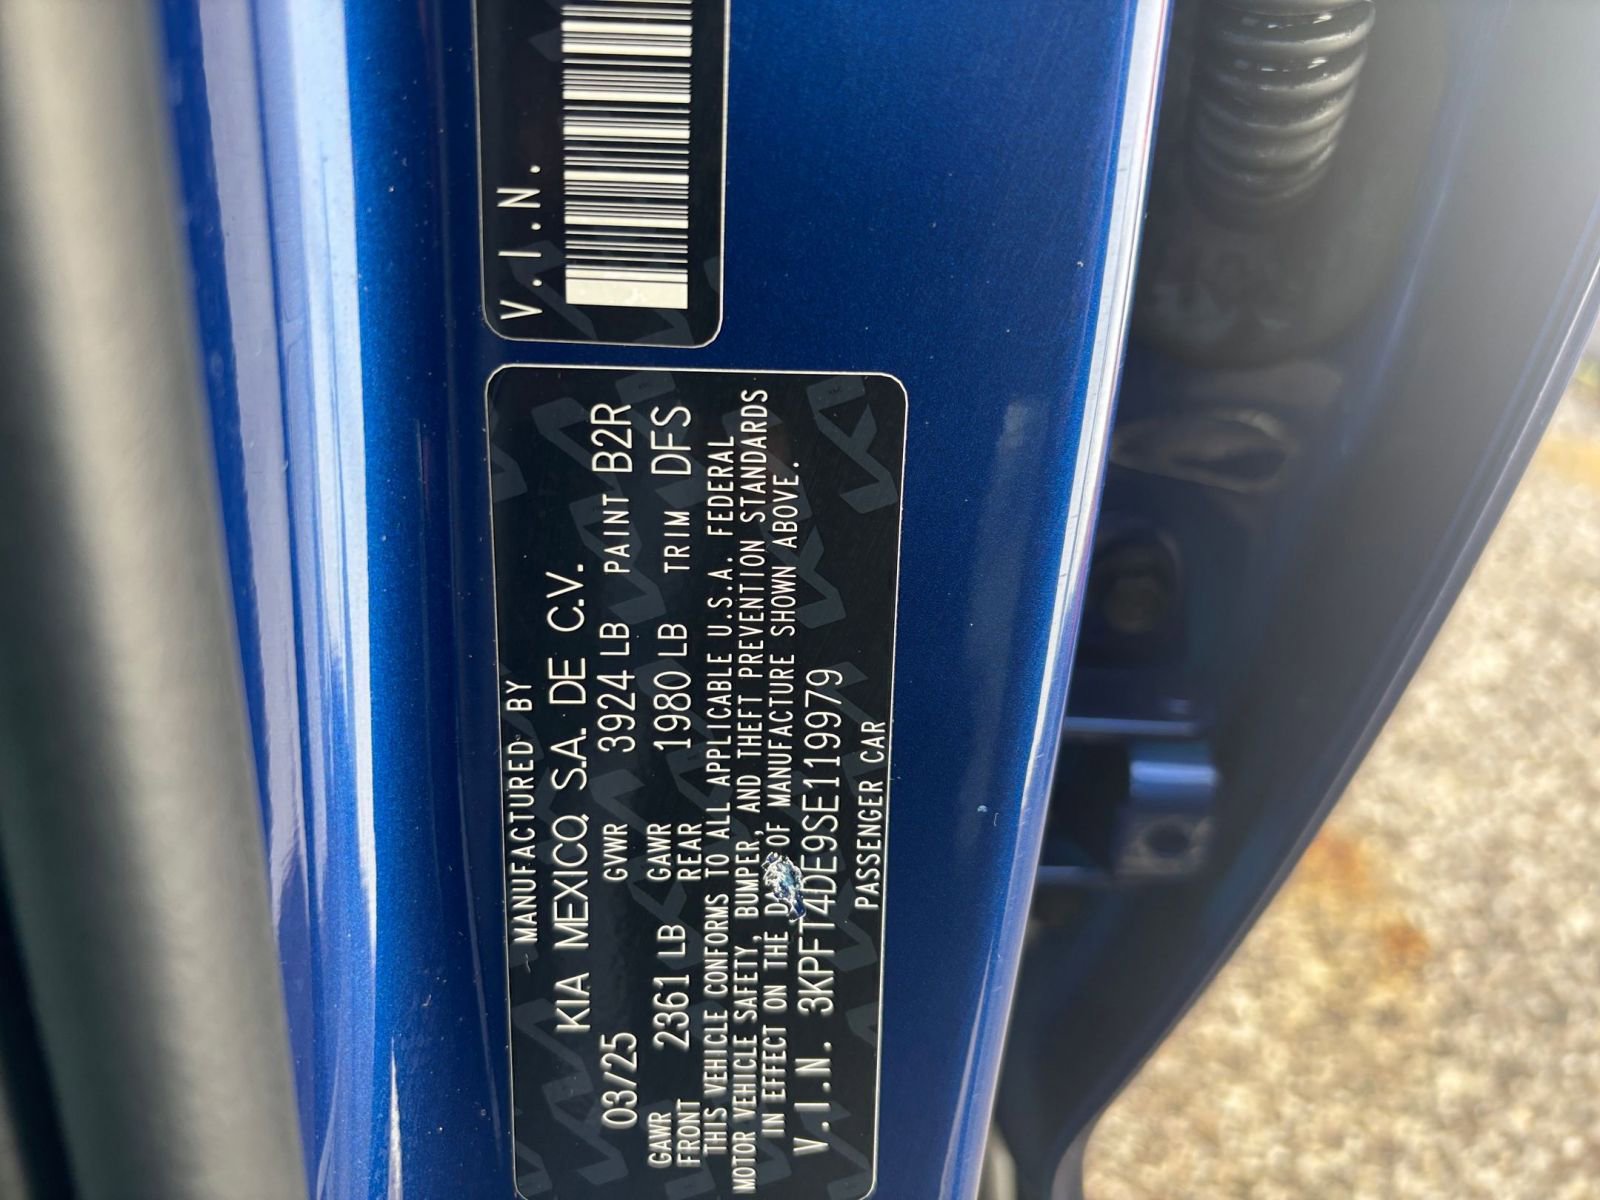 MANUFACTURED BY
KIA MEXICO, S.A. DE C.V.
03/25 GVWR 3924 LB PAINT B2R
GAWR FRONT 2361 LB GAWR REAR 1980 LB TRIM DFS
THIS VEHICLE CONFORMS TO ALL APPLICABLE U.S.A. FEDERAL
MOTOR VEHICLE SAFETY, BUMPER, AND THEFT PREVENTION STANDARDS
IN EFFECT ON THE OF MANUFACTURE SHOWN ABOVE.
V.I.N. 3KPFT4DE9SE119979
PASSENGER CAR
V.I.N.